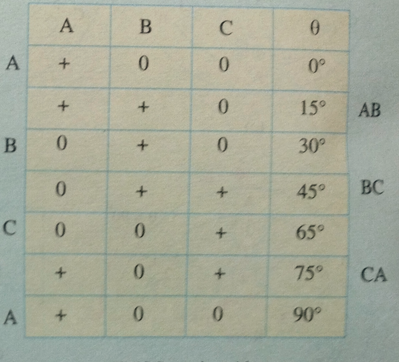 A B C θ
A + 0 0 0°
+ + 0 15° AB
B 0 + 0 30°
0 + + 45° BC
C 0 0 + 65°
+ 0 + 75° CA
A + 0 0 90°